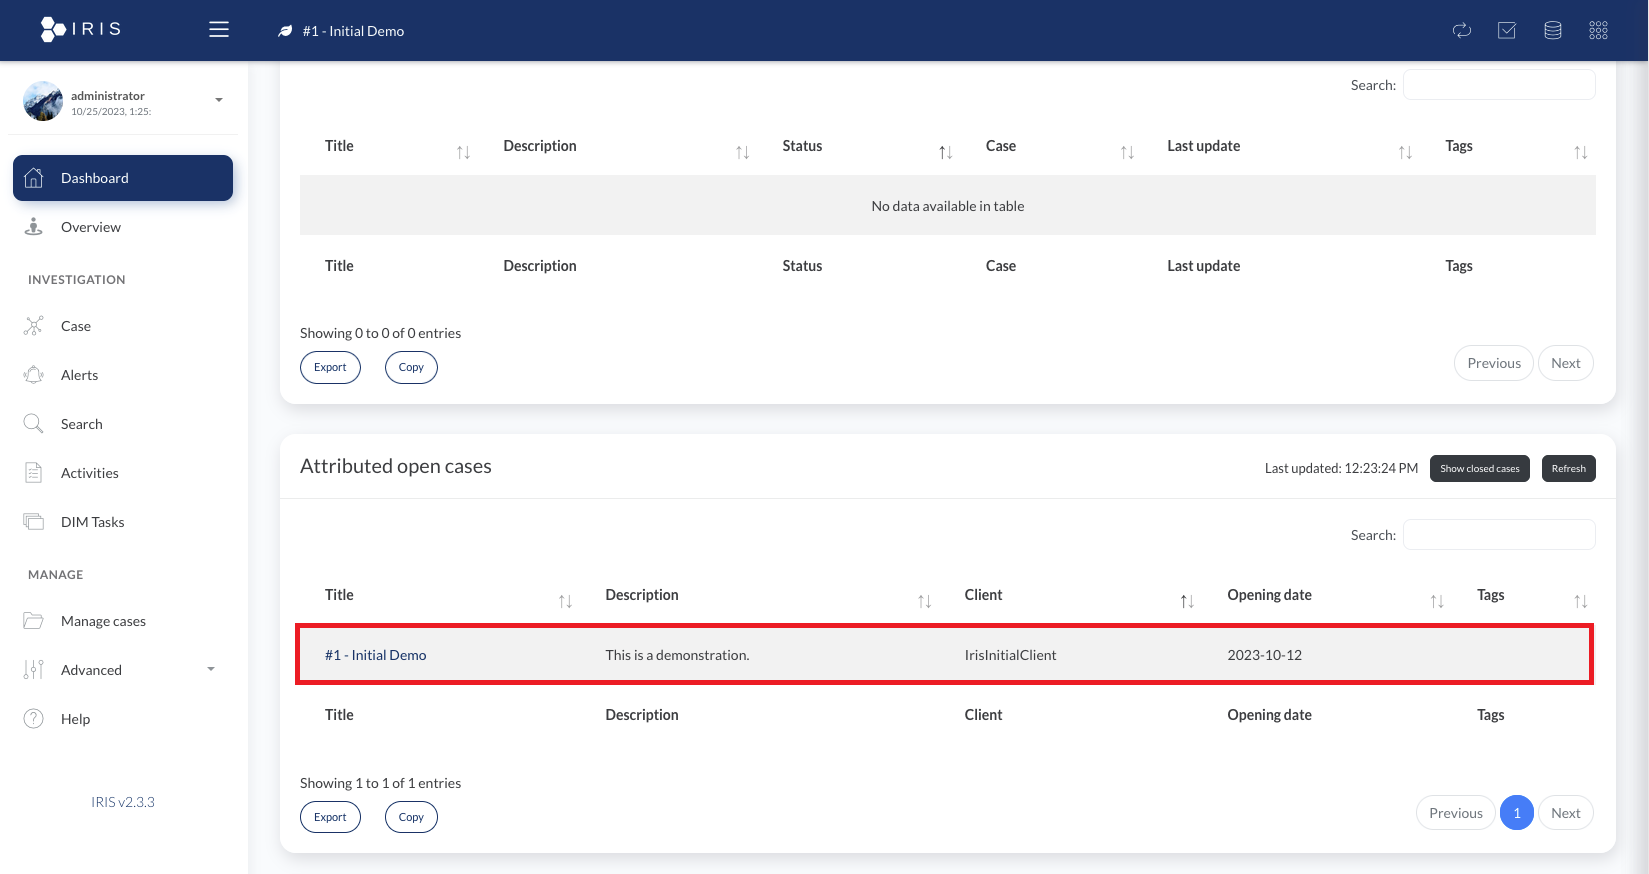 IRIS
#1 - Initial Demo
administrator
10/25/2023, 1:25:
Dashboard
Overview
INVESTIGATION
Case
Alerts
Search
Activities
DIM Tasks
MANAGE
Manage cases
Advanced
Help
IRIS v2.3.3
Search:
Title Description Status Case Last update Tags
No data available in table
Title Description Status Case Last update Tags
Showing 0 to 0 of 0 entries
Export Copy
Previous Next
Attributed open cases
Last updated: 12:23:24 PM Show closed cases Refresh
Search:
Title Description Client Opening date Tags
#1 - Initial Demo This is a demonstration. IrisInitialClient 2023-10-12
Title Description Client Opening date Tags
Showing 1 to 1 of 1 entries
Export Copy
Previous 1 Next